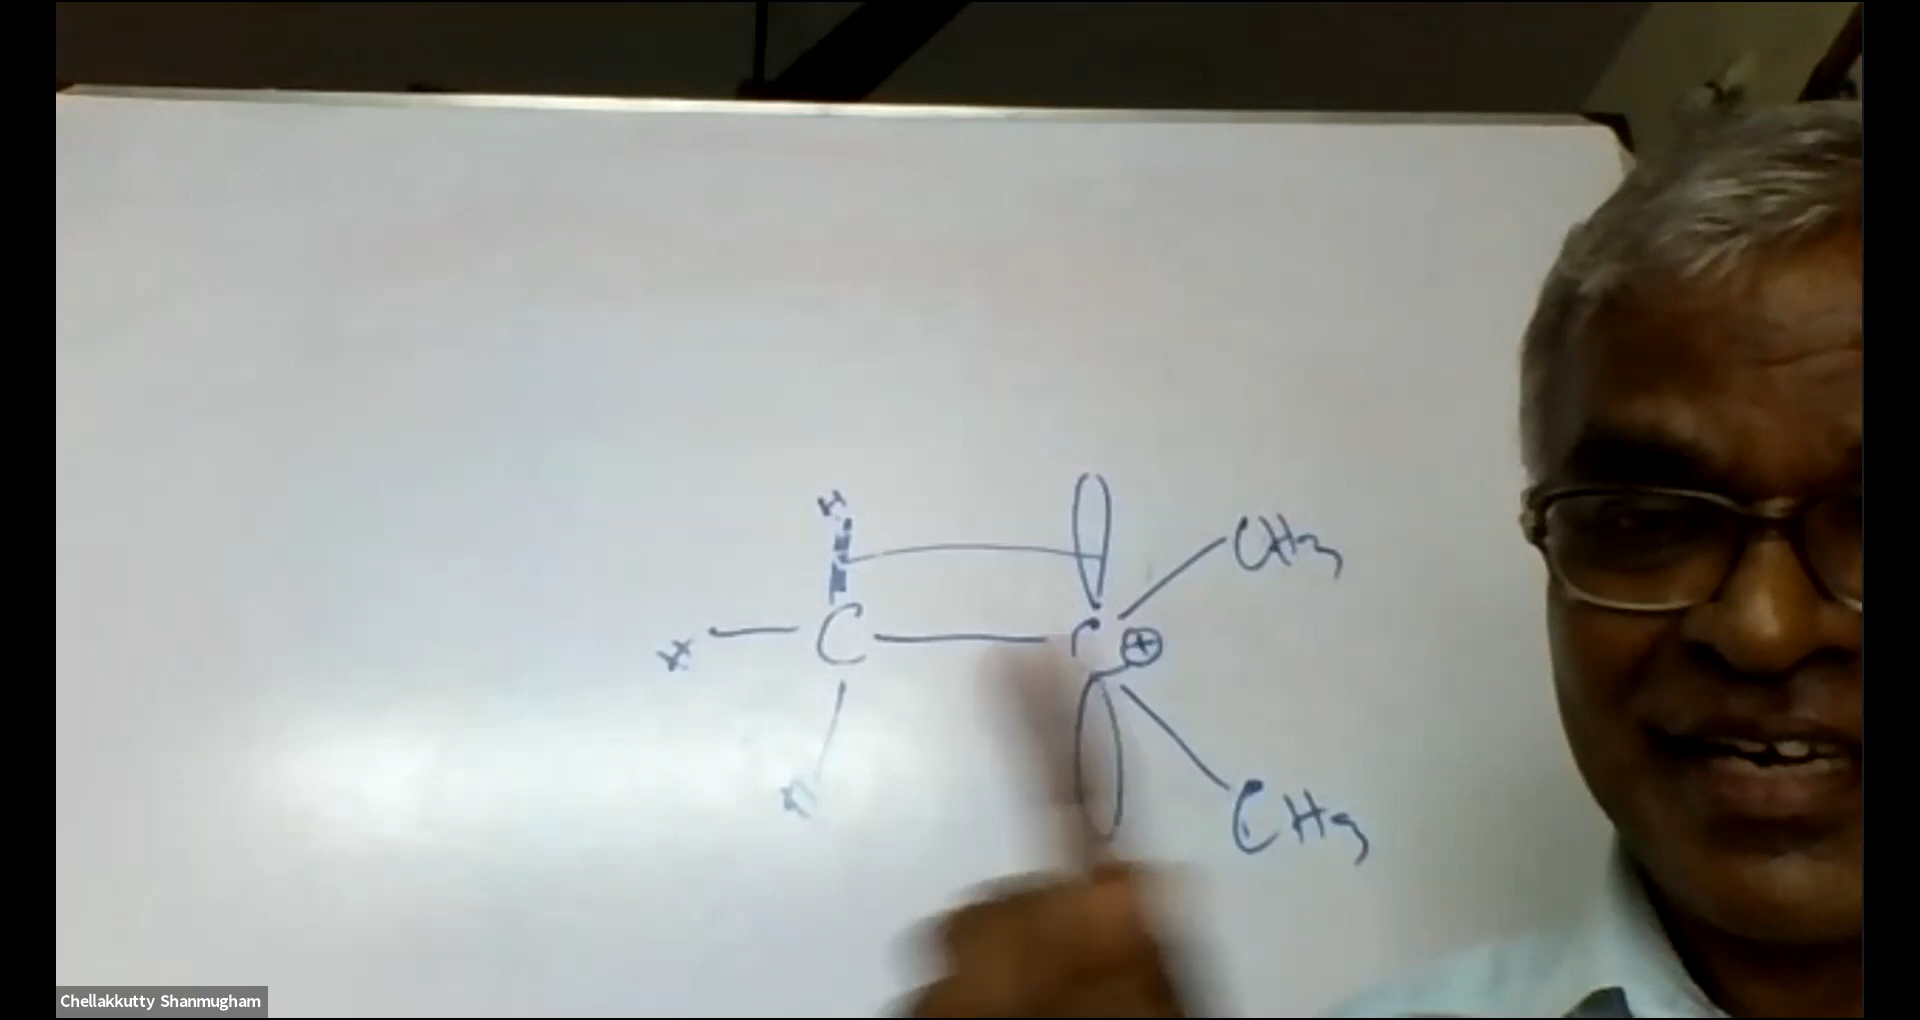 H
CH3
H C C ⊕
H
CH3
Chellakkutty Shanmugham